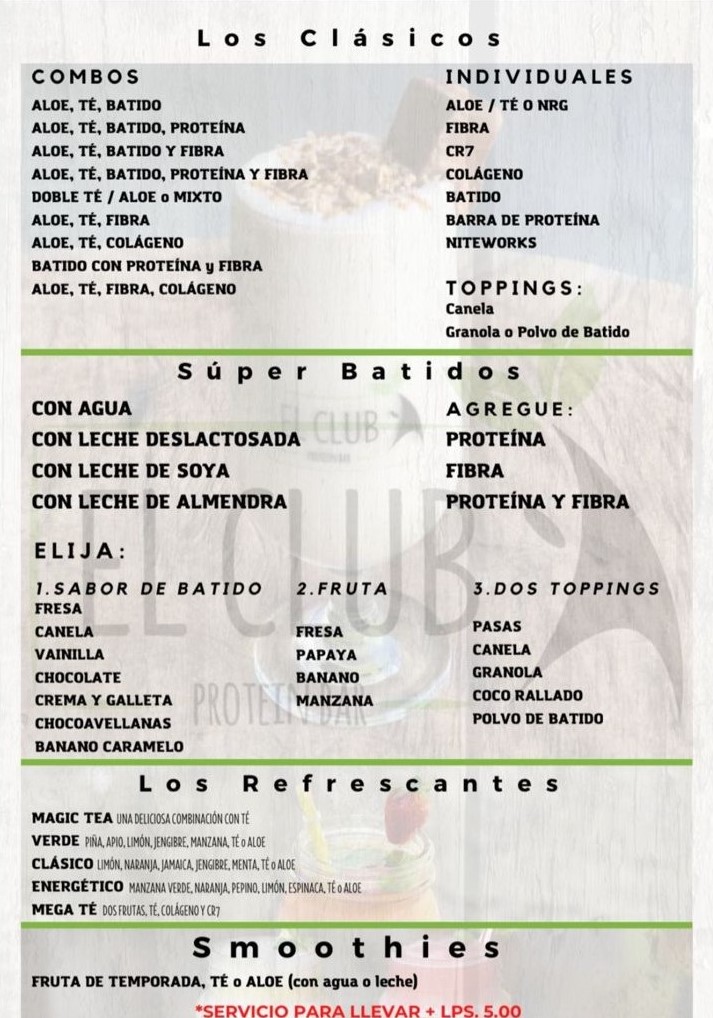 Los Clásicos
COMBOS
ALOE, TÉ, BATIDO
ALOE, TÉ, BATIDO, PROTEÍNA
ALOE, TÉ, BATIDO Y FIBRA
ALOE, TÉ, BATIDO, PROTEÍNA Y FIBRA
DOBLE TÉ / ALOE o MIXTO
ALOE, TÉ, FIBRA
ALOE, TÉ, COLÁGENO
BATIDO CON PROTEÍNA y FIBRA
ALOE, TÉ, FIBRA, COLÁGENO
INDIVIDUALES
ALOE / TÉ O NRG
FIBRA
CR7
COLÁGENO
BATIDO
BARRA DE PROTEÍNA
NITEWORKS
TOPPINGS:
Canela
Granola o Polvo de Batido
Súper Batidos
CON AGUA
CON LECHE DESLACTOSADA
CON LECHE DE SOYA
CON LECHE DE ALMENDRA
AGREGUE:
PROTEÍNA
FIBRA
PROTEÍNA Y FIBRA
EL CLUB
PROTEIN BAR
EL CLUB
PROTEIN BAR
ELIJA:
1.SABOR DE BATIDO
FRESA
CANELA
VAINILLA
CHOCOLATE
CREMA Y GALLETA
CHOCOAVELLANAS
BANANO CARAMELO
2.FRUTA
FRESA
PAPAYA
BANANO
MANZANA
3.DOS TOPPINGS
PASAS
CANELA
GRANOLA
COCO RALLADO
POLVO DE BATIDO
Los Refrescantes
MAGIC TEA UNA DELICIOSA COMBINACIÓN CON TÉ
VERDE PIÑA, APIO, LIMÓN, JENGIBRE, MANZANA, TÉ o ALOE
CLÁSICO LIMÓN, NARANJA, JAMAICA, JENGIBRE, MENTA, TÉ o ALOE
ENERGÉTICO MANZANA VERDE, NARANJA, PEPINO, LIMÓN, ESPINACA, TÉ o ALOE
MEGA TÉ DOS FRUTAS, TÉ, COLÁGENO Y CR7
Smoothies
FRUTA DE TEMPORADA, TÉ o ALOE (con agua o leche)
*SERVICIO PARA LLEVAR + LPS. 5.00